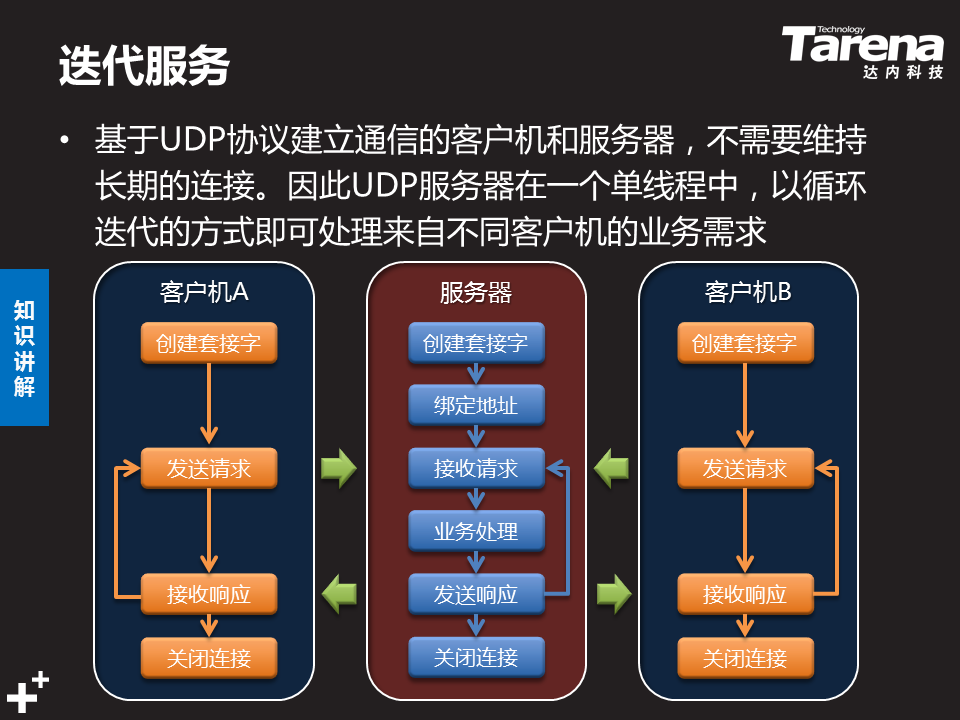 Technology
Tarena
达内科技
迭代服务
• 基于UDP协议建立通信的客户机和服务器，不需要维持
长期的连接。因此UDP服务器在一个单线程中，以循环
迭代的方式即可处理来自不同客户机的业务需求
知识讲解
客户机A
创建套接字
发送请求
接收响应
关闭连接
服务器
创建套接字
绑定地址
接收请求
业务处理
发送响应
关闭连接
客户机B
创建套接字
发送请求
接收响应
关闭连接